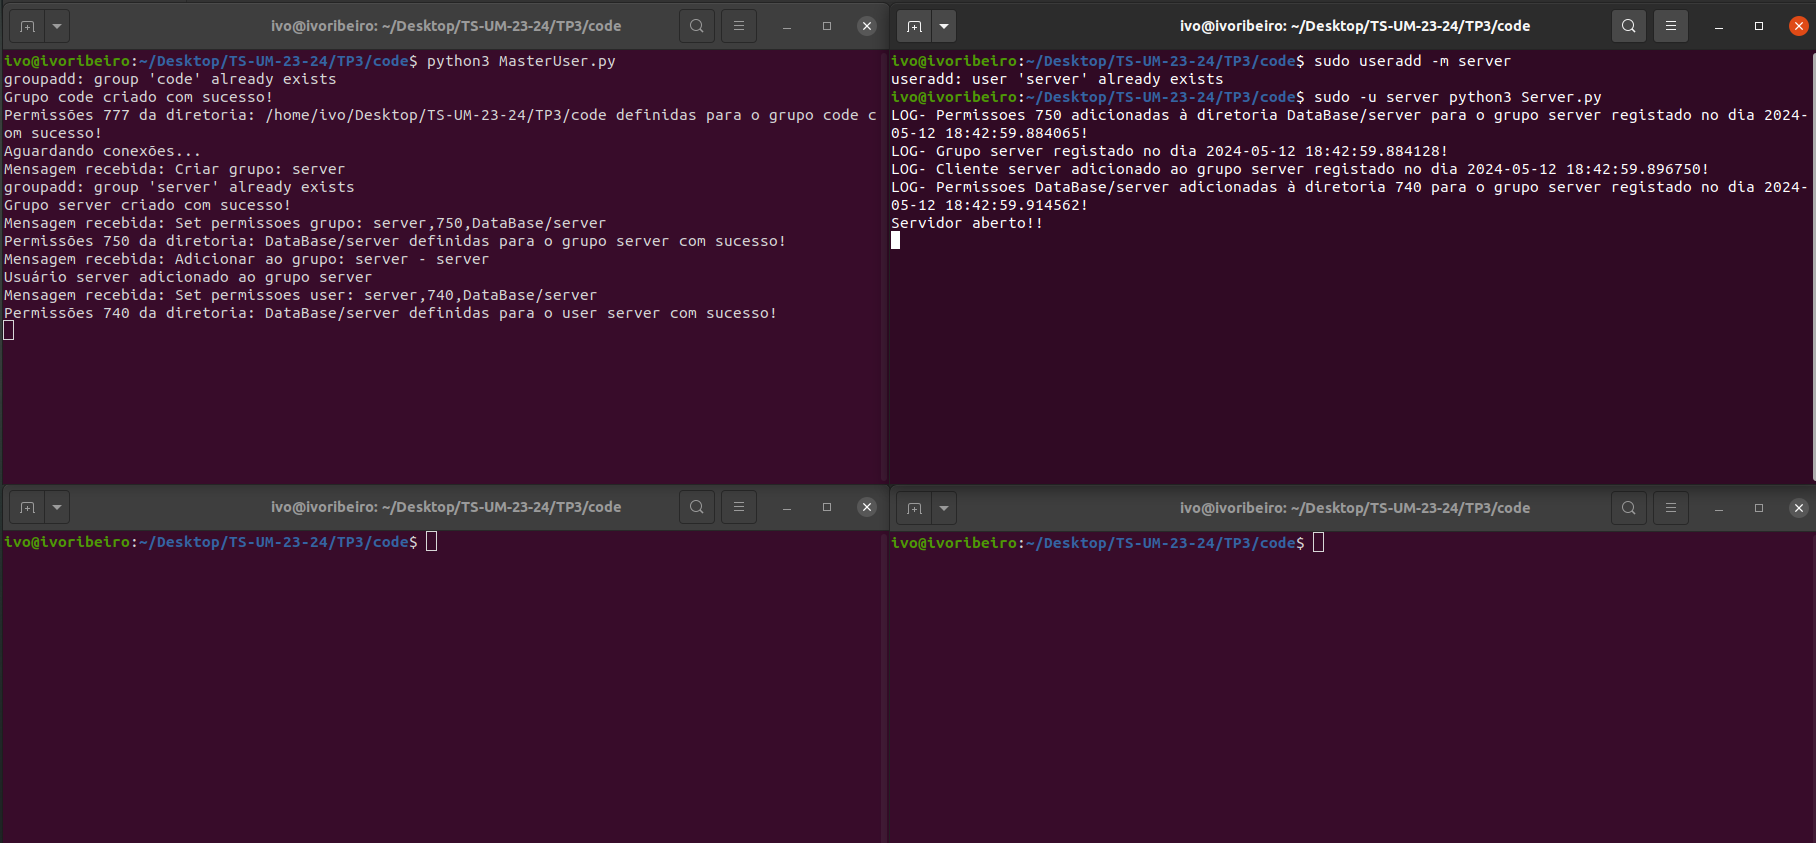 ivo@ivoribeiro: ~/Desktop/TS-UM-23-24/TP3/code
ivo@ivoribeiro:~/Desktop/TS-UM-23-24/TP3/code$ python3 MasterUser.py
groupadd: group 'code' already exists
Grupo code criado com sucesso!
Permissões 777 da diretoria: /home/ivo/Desktop/TS-UM-23-24/TP3/code definidas para o grupo code c
om sucesso!
Aguardando conexões...
Mensagem recebida: Criar grupo: server
groupadd: group 'server' already exists
Grupo server criado com sucesso!
Mensagem recebida: Set permissoes grupo: server,750,DataBase/server
Permissões 750 da diretoria: DataBase/server definidas para o grupo server com sucesso!
Mensagem recebida: Adicionar ao grupo: server - server
Usuário server adicionado ao grupo server
Mensagem recebida: Set permissoes user: server,740,DataBase/server
Permissões 740 da diretoria: DataBase/server definidas para o user server com sucesso!
ivo@ivoribeiro: ~/Desktop/TS-UM-23-24/TP3/code
ivo@ivoribeiro:~/Desktop/TS-UM-23-24/TP3/code$ sudo useradd -m server
useradd: user 'server' already exists
ivo@ivoribeiro:~/Desktop/TS-UM-23-24/TP3/code$ sudo -u server python3 Server.py
LOG- Permissoes 750 adicionadas à diretoria DataBase/server para o grupo server registado no dia 2024-
05-12 18:42:59.884065!
LOG- Grupo server registado no dia 2024-05-12 18:42:59.884128!
LOG- Cliente server adicionado ao grupo server registado no dia 2024-05-12 18:42:59.896750!
LOG- Permissoes DataBase/server adicionadas à diretoria 740 para o grupo server registado no dia 2024-
05-12 18:42:59.914562!
Servidor aberto!!
ivo@ivoribeiro: ~/Desktop/TS-UM-23-24/TP3/code
ivo@ivoribeiro:~/Desktop/TS-UM-23-24/TP3/code$
ivo@ivoribeiro: ~/Desktop/TS-UM-23-24/TP3/code
ivo@ivoribeiro:~/Desktop/TS-UM-23-24/TP3/code$